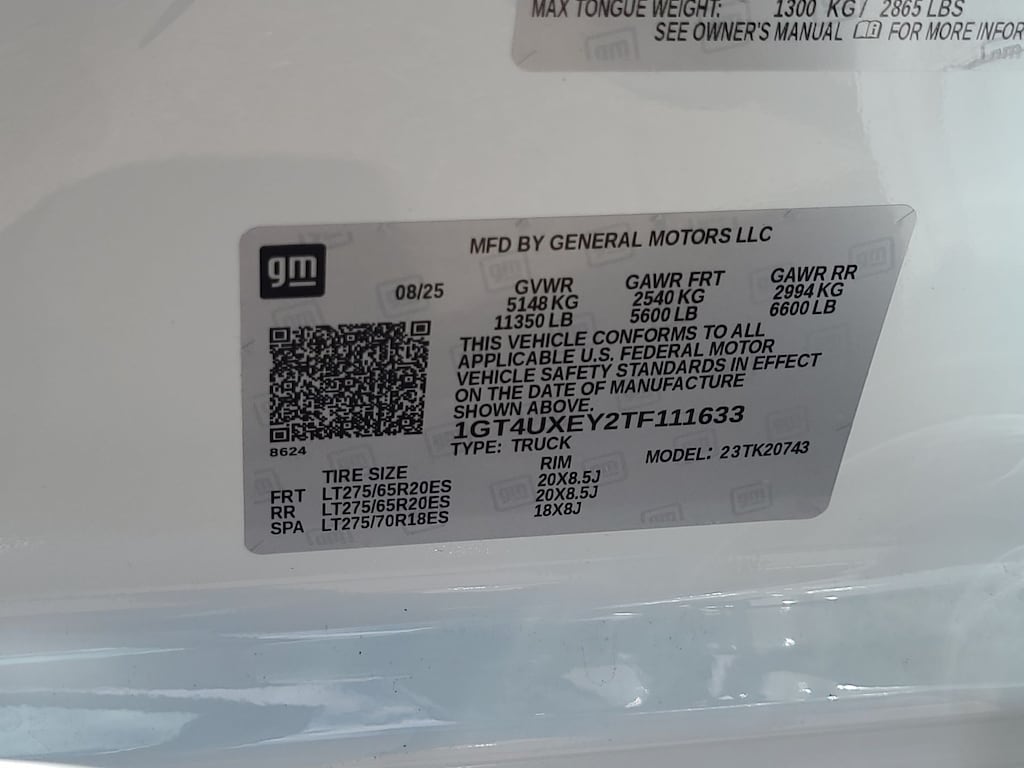 MAX TONGUE WEIGHT: 1300 KG / 2865 LBS
SEE OWNER'S MANUAL FOR MORE INFOR
gm
MFD BY GENERAL MOTORS LLC
08/25 GVWR GAWR FRT GAWR RR
5148 KG 2540 KG 2994 KG
11350 LB 5600 LB 6600 LB
THIS VEHICLE CONFORMS TO ALL
APPLICABLE U.S. FEDERAL MOTOR
VEHICLE SAFETY STANDARDS IN EFFECT
ON THE DATE OF MANUFACTURE
SHOWN ABOVE.
1GT4UXEY2TF111633
8624
TYPE: TRUCK MODEL: 23TK20743
TIRE SIZE RIM
FRT LT275/65R20ES 20X8.5J
RR LT275/65R20ES 20X8.5J
SPA LT275/70R18ES 18X8J